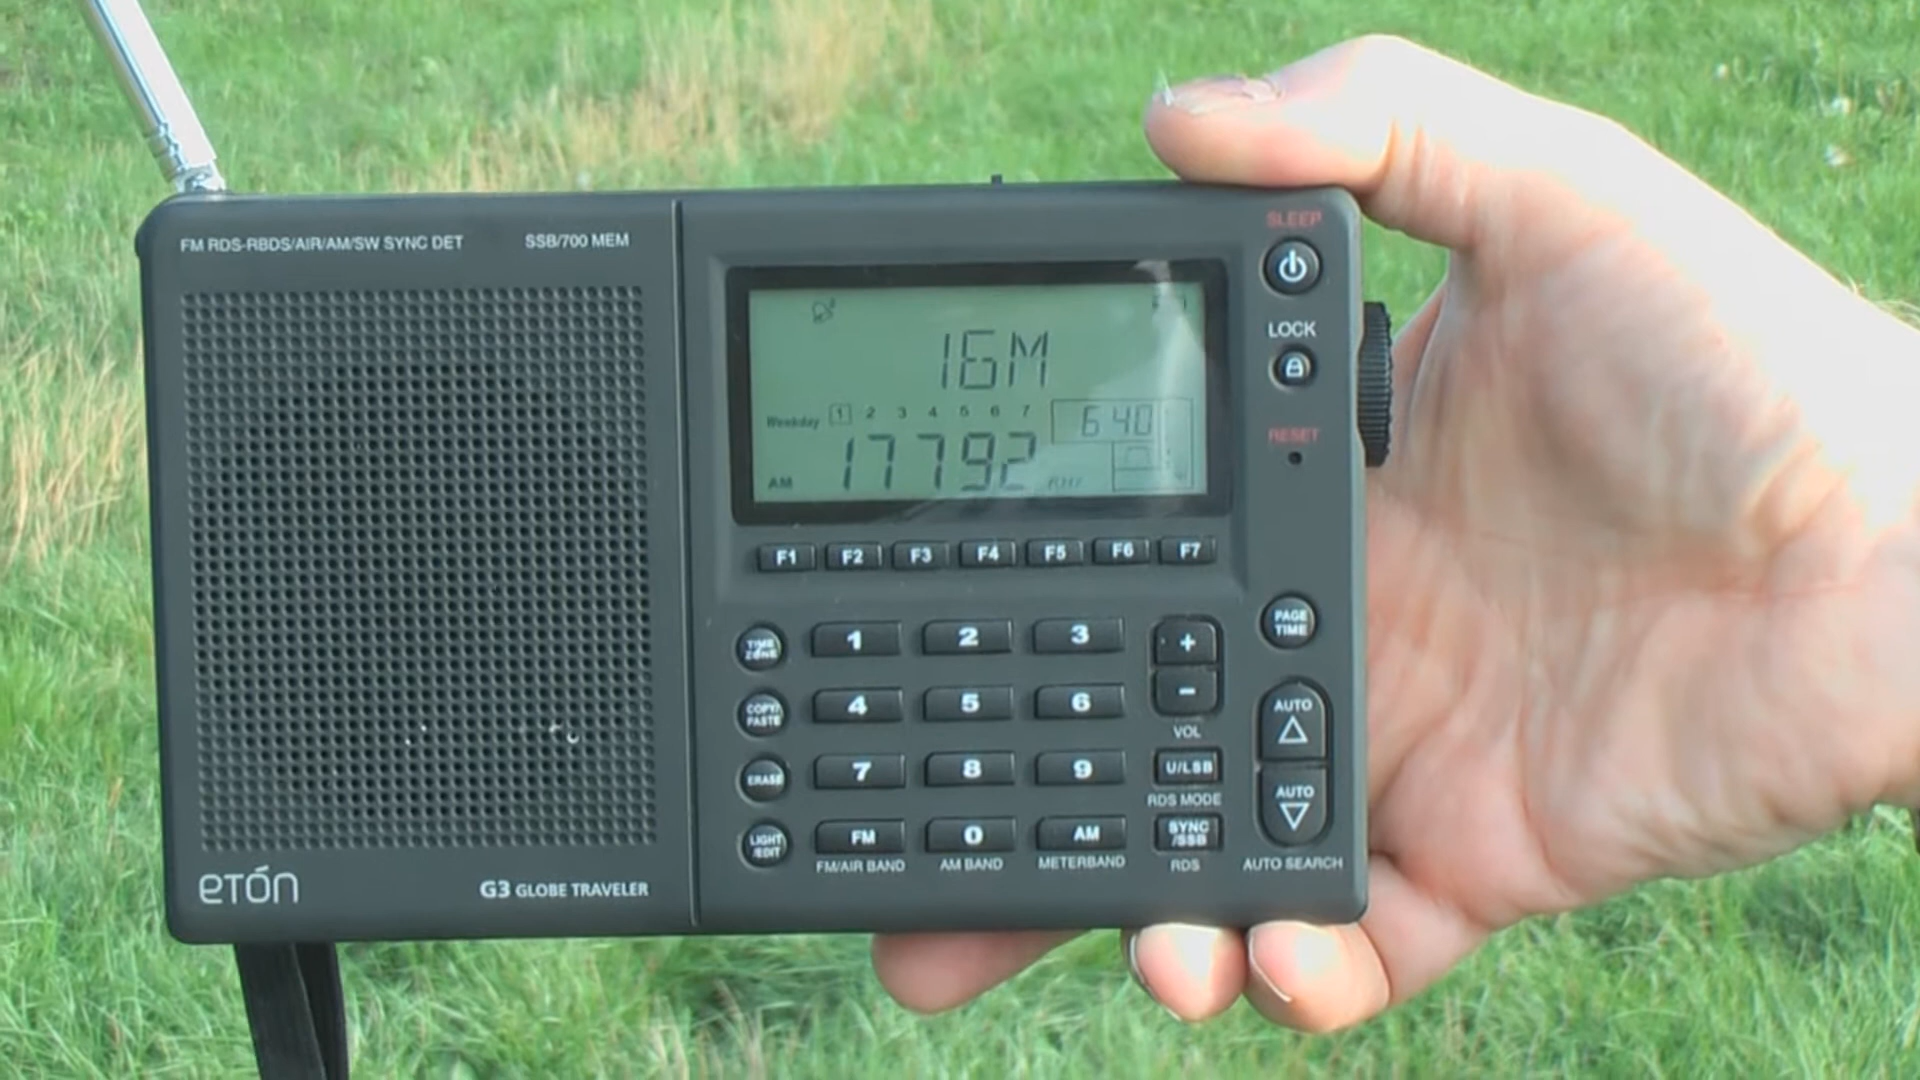 FM RDS-RBDS/AIR/AM/SW SYNC DET SSB/700 MEM
SLEEP
LOCK
RESET
16M
Weekday 1 2 3 4 5 6 7
640
AM 17792 KHz
F1 F2 F3 F4 F5 F6 F7
TIME ZONE
1 2 3
+
PAGE TIME
COPY/ PASTE
4 5 6
-
VOL
AUTO
ERASE
7 8 9
U/LSB
RDS MODE
AUTO
LIGHT /EDIT
FM 0 AM
SYNC /SSB
FM/AIR BAND AM BAND METERBAND RDS AUTO SEARCH
etón
G3 GLOBE TRAVELER